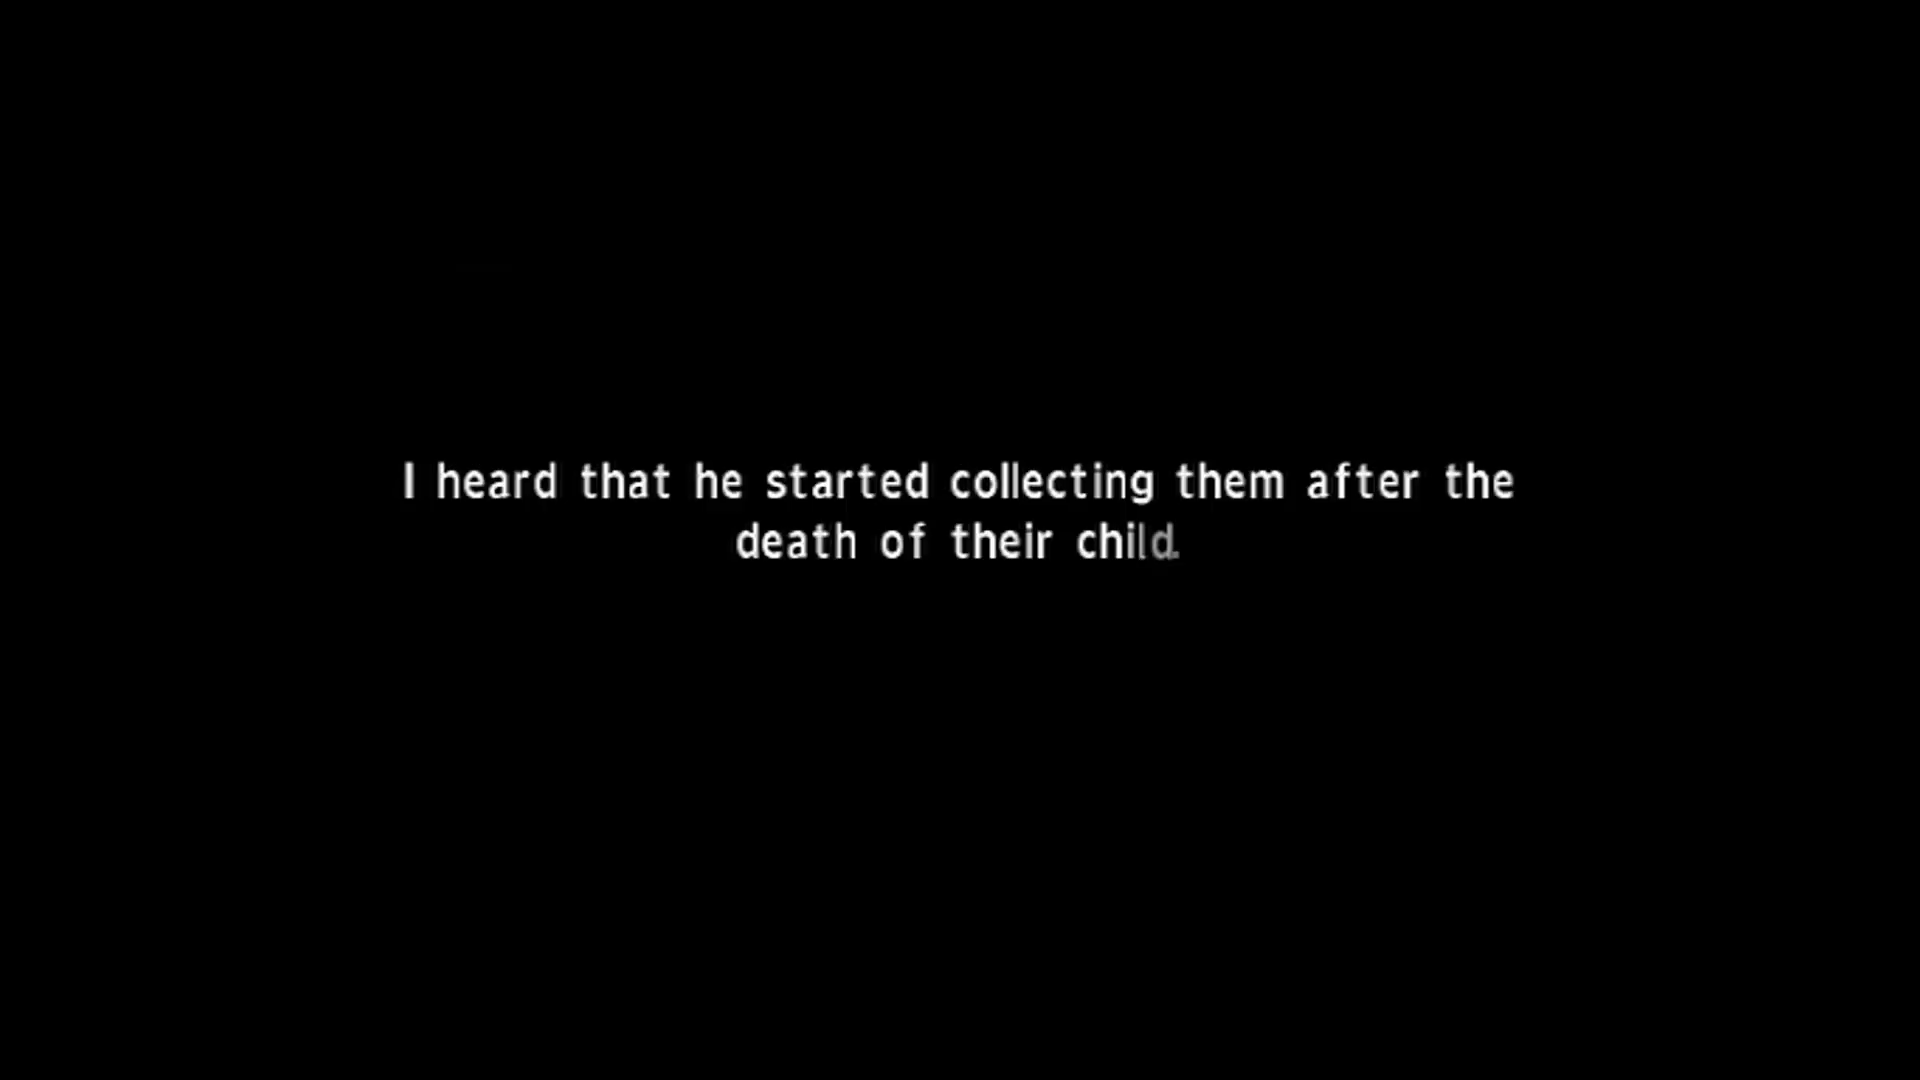 I heard that he started collecting them after the
death of their child.